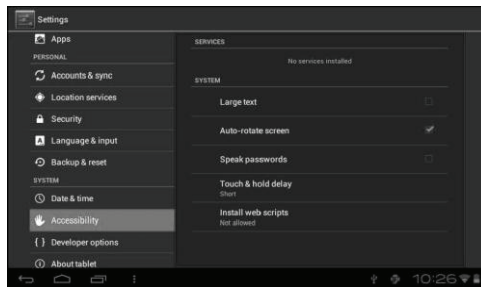 Settings
Apps
PERSONAL
Accounts & sync
Location services
Security
A Language & input
Backup & reset
SYSTEM
Date & time
Accessibility
{ } Developer options
About tablet
SERVICES
No services installed
SYSTEM
Large text
Auto-rotate screen
Speak passwords
Touch & hold delay
Short
Install web scripts
Not allowed
10:26